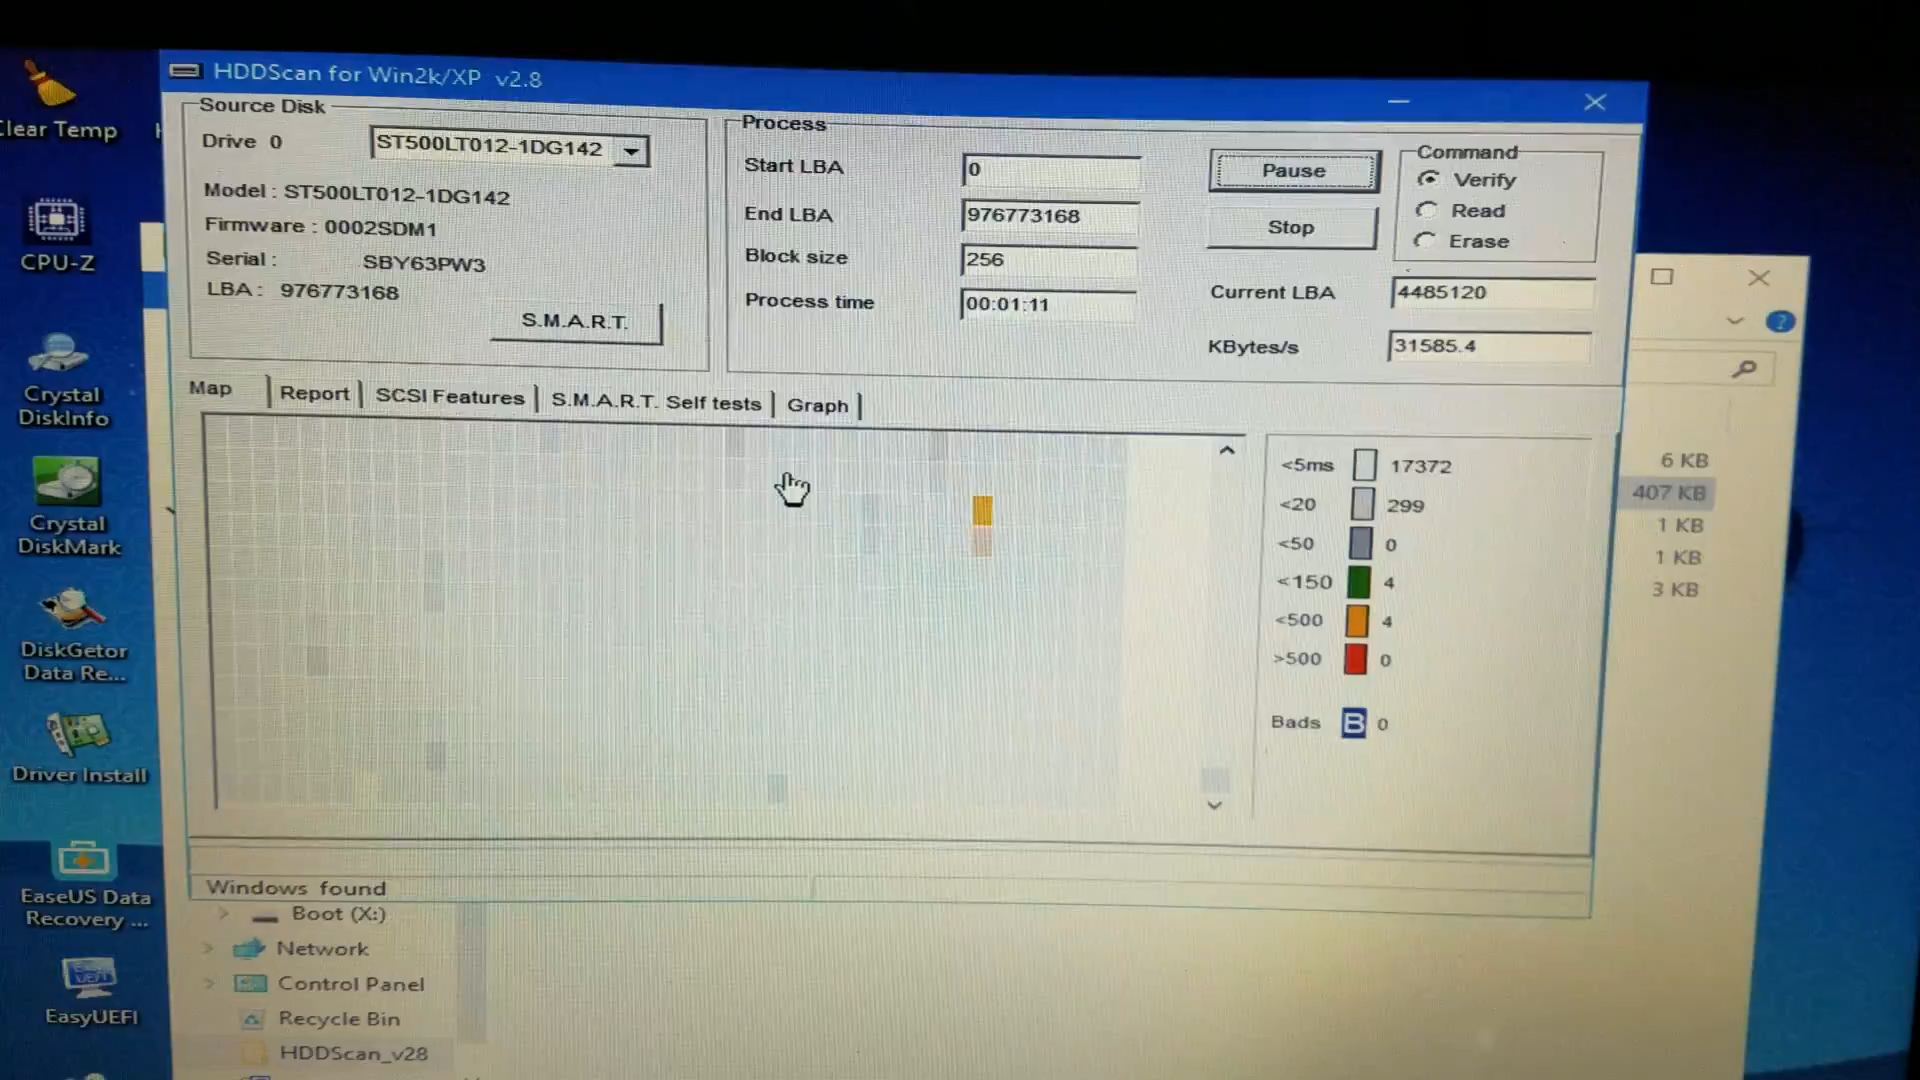 HDDScan for Win2k/XP v2.8
Source Disk
Drive 0
ST500LT012-1DG142
Model : ST500LT012-1DG142
Firmware : 0002SDM1
Serial : SBY63PW3
LBA : 976773168
S.M.A.R.T.
Process
Start LBA 0
End LBA 976773168
Block size 256
Process time 00:01:11
Pause
Stop
Command
Verify
Read
Erase
Current LBA 4485120
KBytes/s 31585.4
Map
Report
SCSI Features
S.M.A.R.T. Self tests
Graph
<5ms 17372
<20 299
<50 0
<150 4
<500 4
>500 0
Bads B 0
Windows found
Boot (X:)
Network
Control Panel
Recycle Bin
HDDScan_v28
6 KB
407 KB
1 KB
1 KB
3 KB
Clear Temp
CPU-Z
Crystal
DiskInfo
Crystal
DiskMark
DiskGetor
Data Re...
Driver Install
EaseUS Data
Recovery ...
EasyUEFI